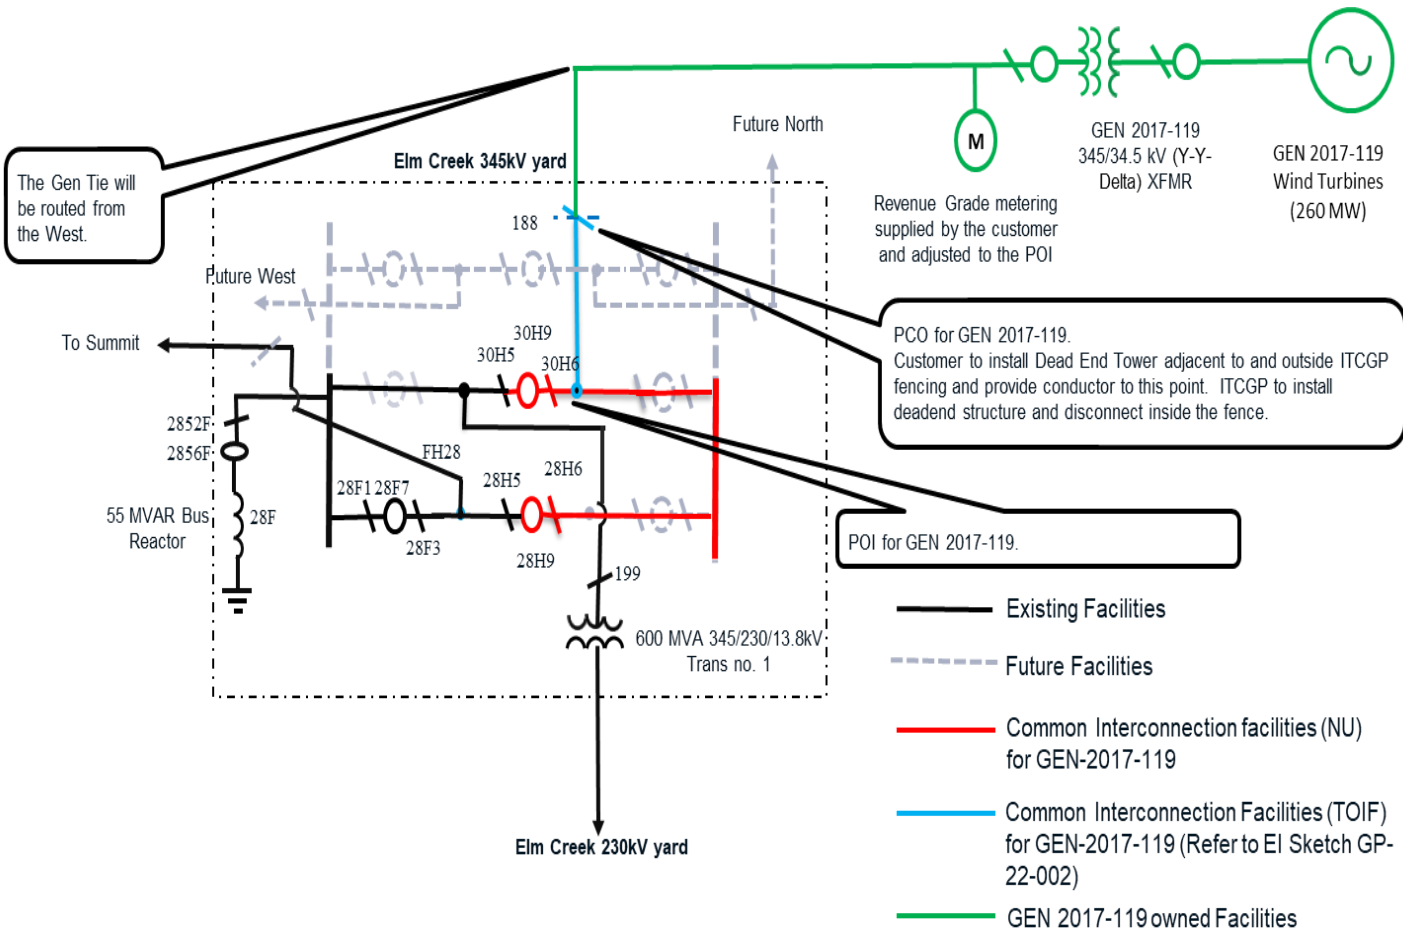 Future North
Elm Creek 345kV yard
M
GEN 2017-119
345/34.5 kV (Y-Y-
Delta) XFMR
GEN 2017-119
Wind Turbines
(260 MW)
The Gen Tie will
be routed from
the West.
Revenue Grade metering
supplied by the customer
and adjusted to the POI
188
Future West
To Summit
30H9
30H5
30H6
PCO for GEN 2017-119.
Customer to install Dead End Tower adjacent to and outside ITCGP
fencing and provide conductor to this point. ITCGP to install
deadend structure and disconnect inside the fence.
2852F
2856F
FH28
28H6
28H5
28F1 28F7
55 MVAR Bus
Reactor
28F
28F3
28H9
POI for GEN 2017-119.
199
600 MVA 345/230/13.8kV
Trans no. 1
Elm Creek 230kV yard
Existing Facilities
Future Facilities
Common Interconnection facilities (NU)
for GEN-2017-119
Common Interconnection Facilities (TOIF)
for GEN-2017-119 (Refer to EI Sketch GP-
22-002)
GEN 2017-119 owned Facilities